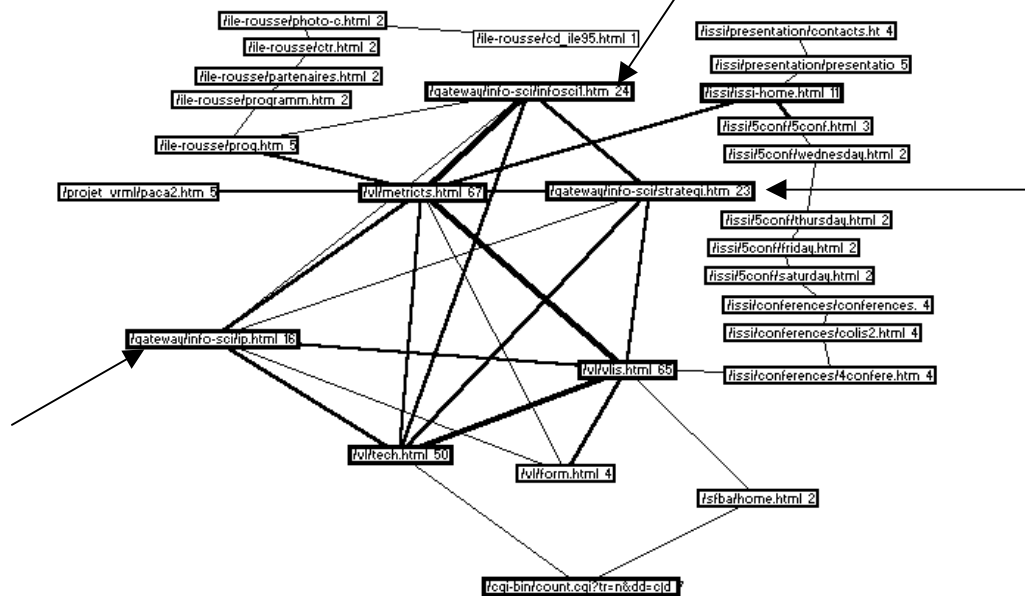 /ile-rousse/photo-c.html 2
/ile-rousse/cd_ile95.html 1
/ile-rousse/ctr.html 2
/ile-rousse/partenaires.html 2
/ile-rousse/programm.htm 2
/ile-rousse/prog.htm 5
/gateway/info-sci/infosci1.htm 24
/issi/presentation/contacts.ht 4
/issi/presentation/presentatio 5
/issi/issi-home.html 11
/issi/5conf/5conf.html 3
/issi/5conf/wednesday.html 2
/projet_vrml/paca2.htm 5
/vl/metricts.html 67
/gateway/info-sci/strategi.htm 23
/issi/5conf/thursday.html 2
/issi/5conf/friday.html 2
/issi/5conf/saturday.html 2
/issi/conferences/conferences. 4
/issi/conferences/colis2.html 4
/issi/conferences/4confere.htm 4
/gateway/info-sci/ip.html 16
/vl/vlis.html 65
/vl/tech.html 50
/vl/form.html 4
/sfba/home.html 2
/cgi-bin/count.cgi?tr=n&dd=cjd